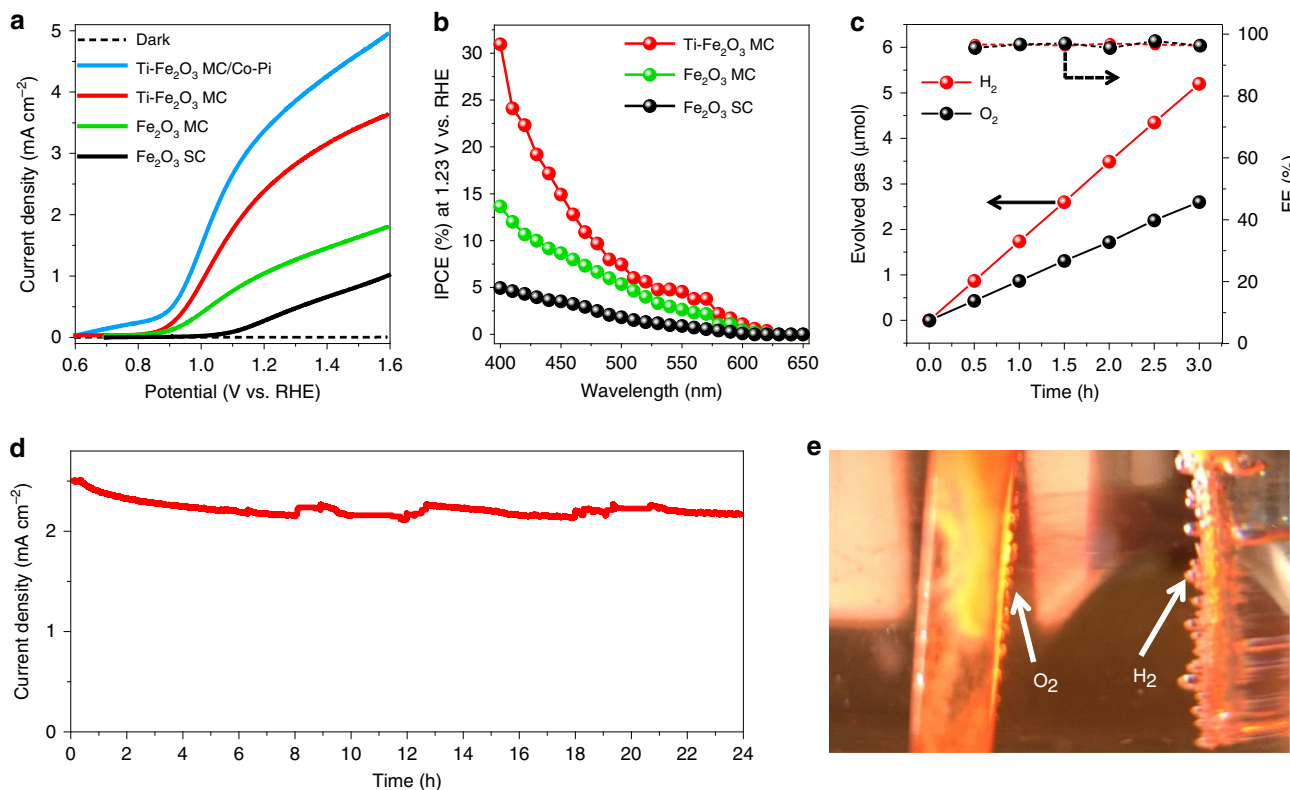 a
5
4
3
2
1
0
Current density (mA cm⁻²)
Dark
Ti-Fe₂O₃ MC/Co-Pi
Ti-Fe₂O₃ MC
Fe₂O₃ MC
Fe₂O₃ SC
0.6 0.8 1.0 1.2 1.4 1.6
Potential (V vs. RHE)
b
30
25
20
15
10
5
0
IPCE (%) at 1.23 V vs. RHE
Ti-Fe₂O₃ MC
Fe₂O₃ MC
Fe₂O₃ SC
400 450 500 550 600 650
Wavelength (nm)
c
6
5
4
3
2
1
0
Evolved gas (μmol)
H₂
O₂
100
80
60
40
20
0
FE (%)
0.0 0.5 1.0 1.5 2.0 2.5 3.0
Time (h)
d
2
1
0
Current density (mA cm⁻²)
0 2 4 6 8 10 12 14 16 18 20 22 24
Time (h)
e
O₂
H₂